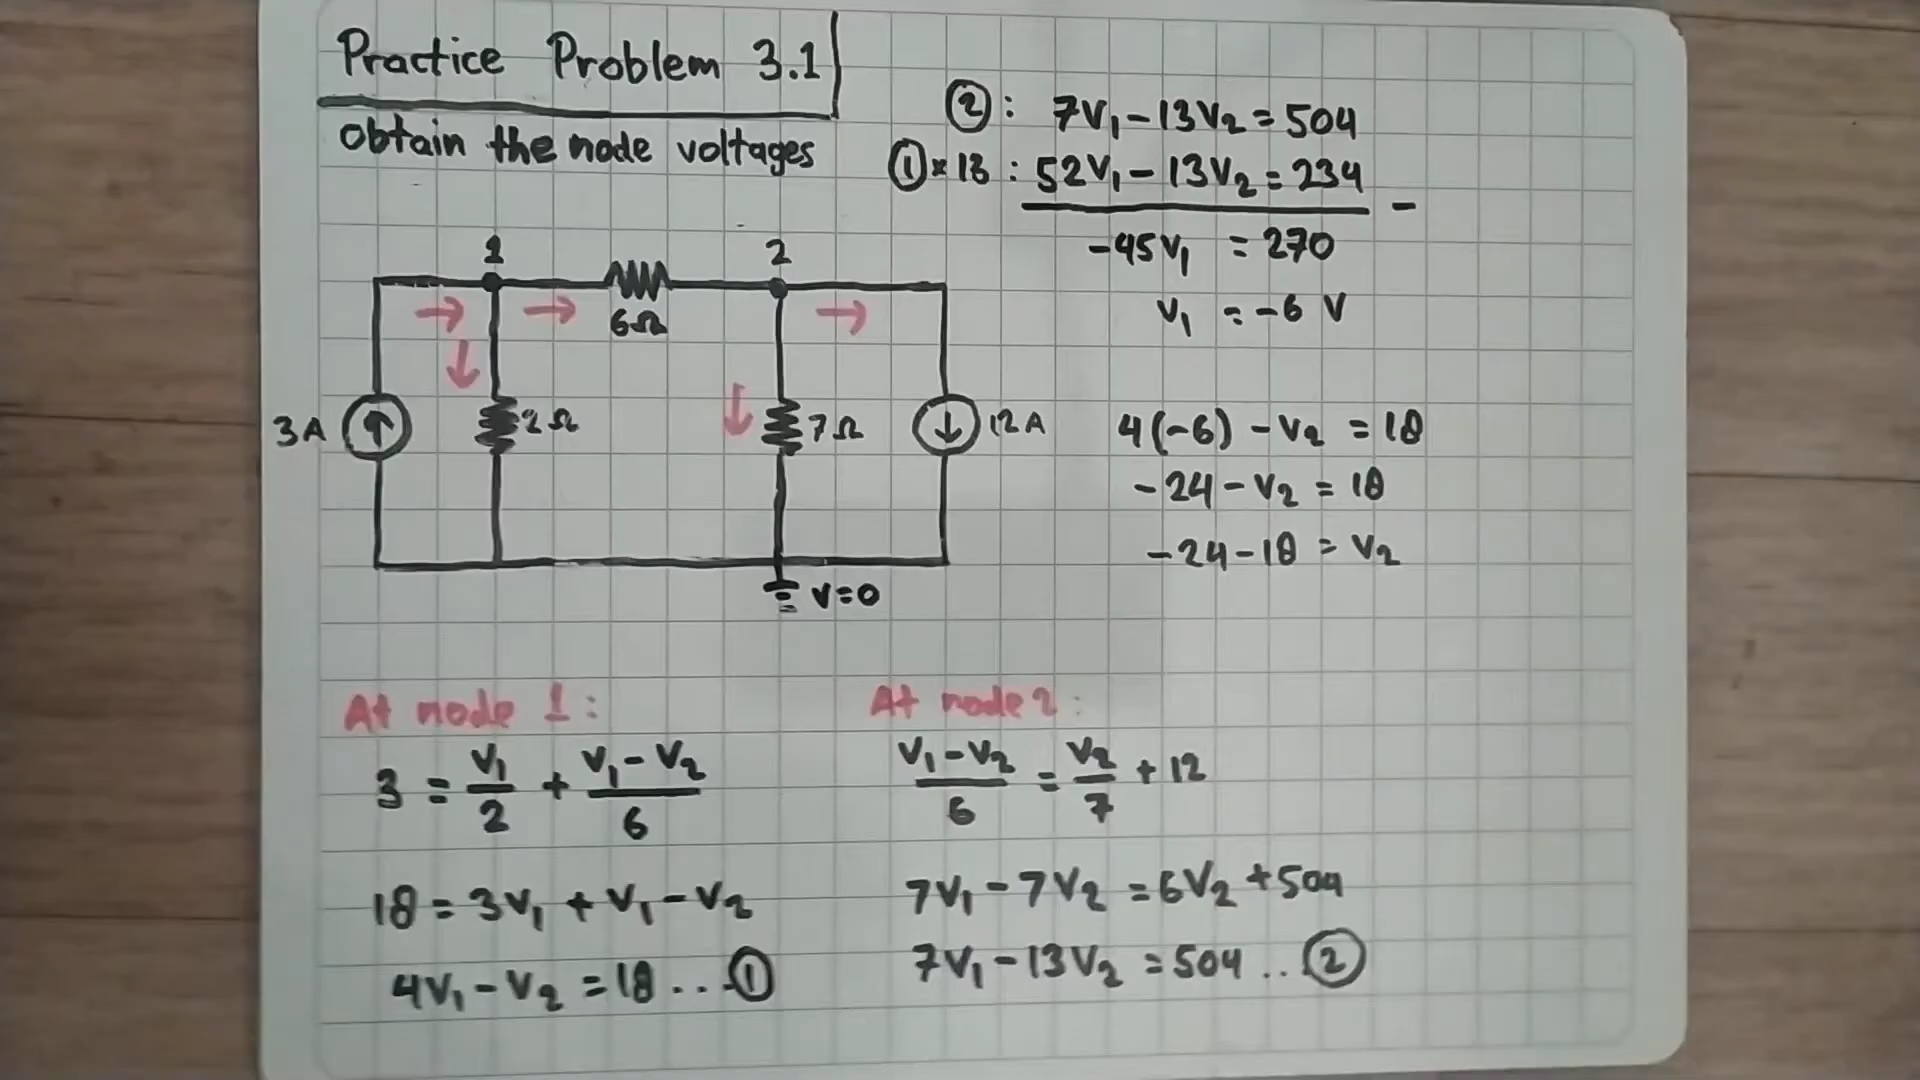 Practice Problem 3.1
obtain the node voltages
②: 7V₁ - 13V₂ = 504
①× 13 : 52V₁ - 13V₂ = 234
-
-45V₁ = 270
V₁ = -6 V
4(-6) - V₂ = 18
-24 - V₂ = 18
-24 - 18 = V₂
1
2
6Ω
3A
2Ω
7Ω
12A
V=0
At node 1:
3 = V₁/2 + (V₁ - V₂)/6
18 = 3V₁ + V₁ - V₂
4V₁ - V₂ = 18 ... ①
At node 2:
(V₁ - V₂)/6 = V₂/7 + 12
7V₁ - 7V₂ = 6V₂ + 504
7V₁ - 13V₂ = 504 .. ②